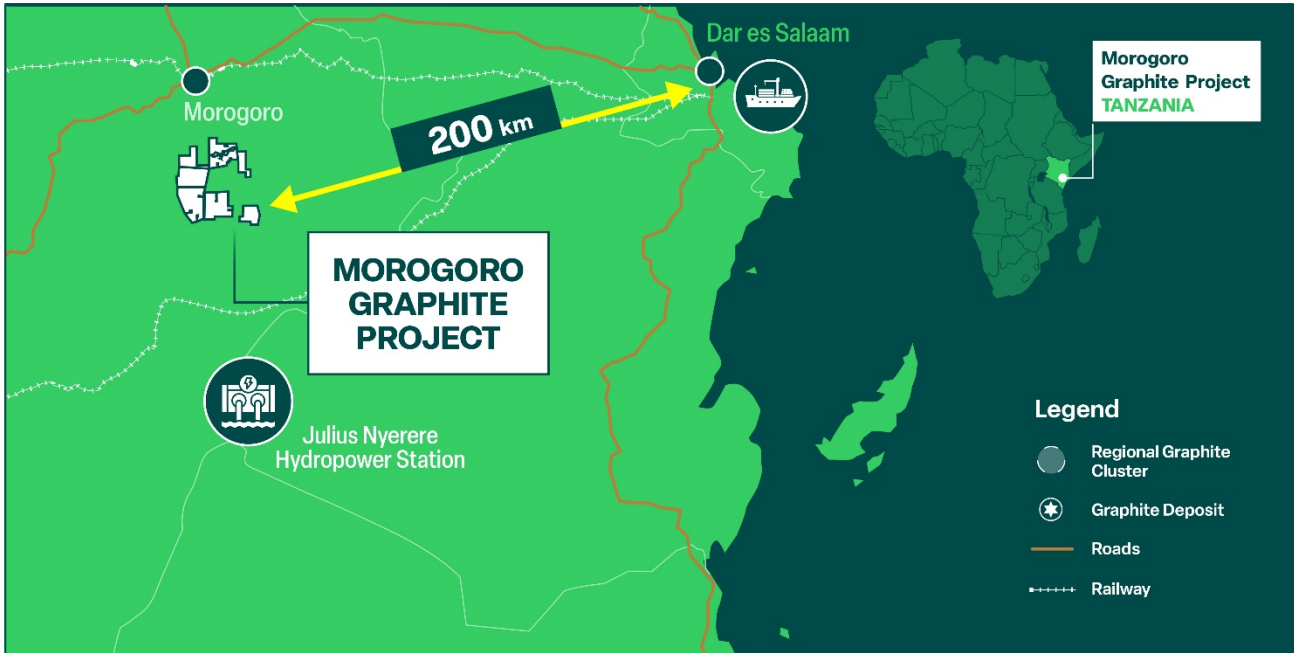 Dar es Salaam
Morogoro
200 km
MOROGORO
GRAPHITE
PROJECT
Julius Nyerere
Hydropower Station
Morogoro
Graphite Project
TANZANIA
Legend
Regional Graphite
Cluster
Graphite Deposit
Roads
Railway